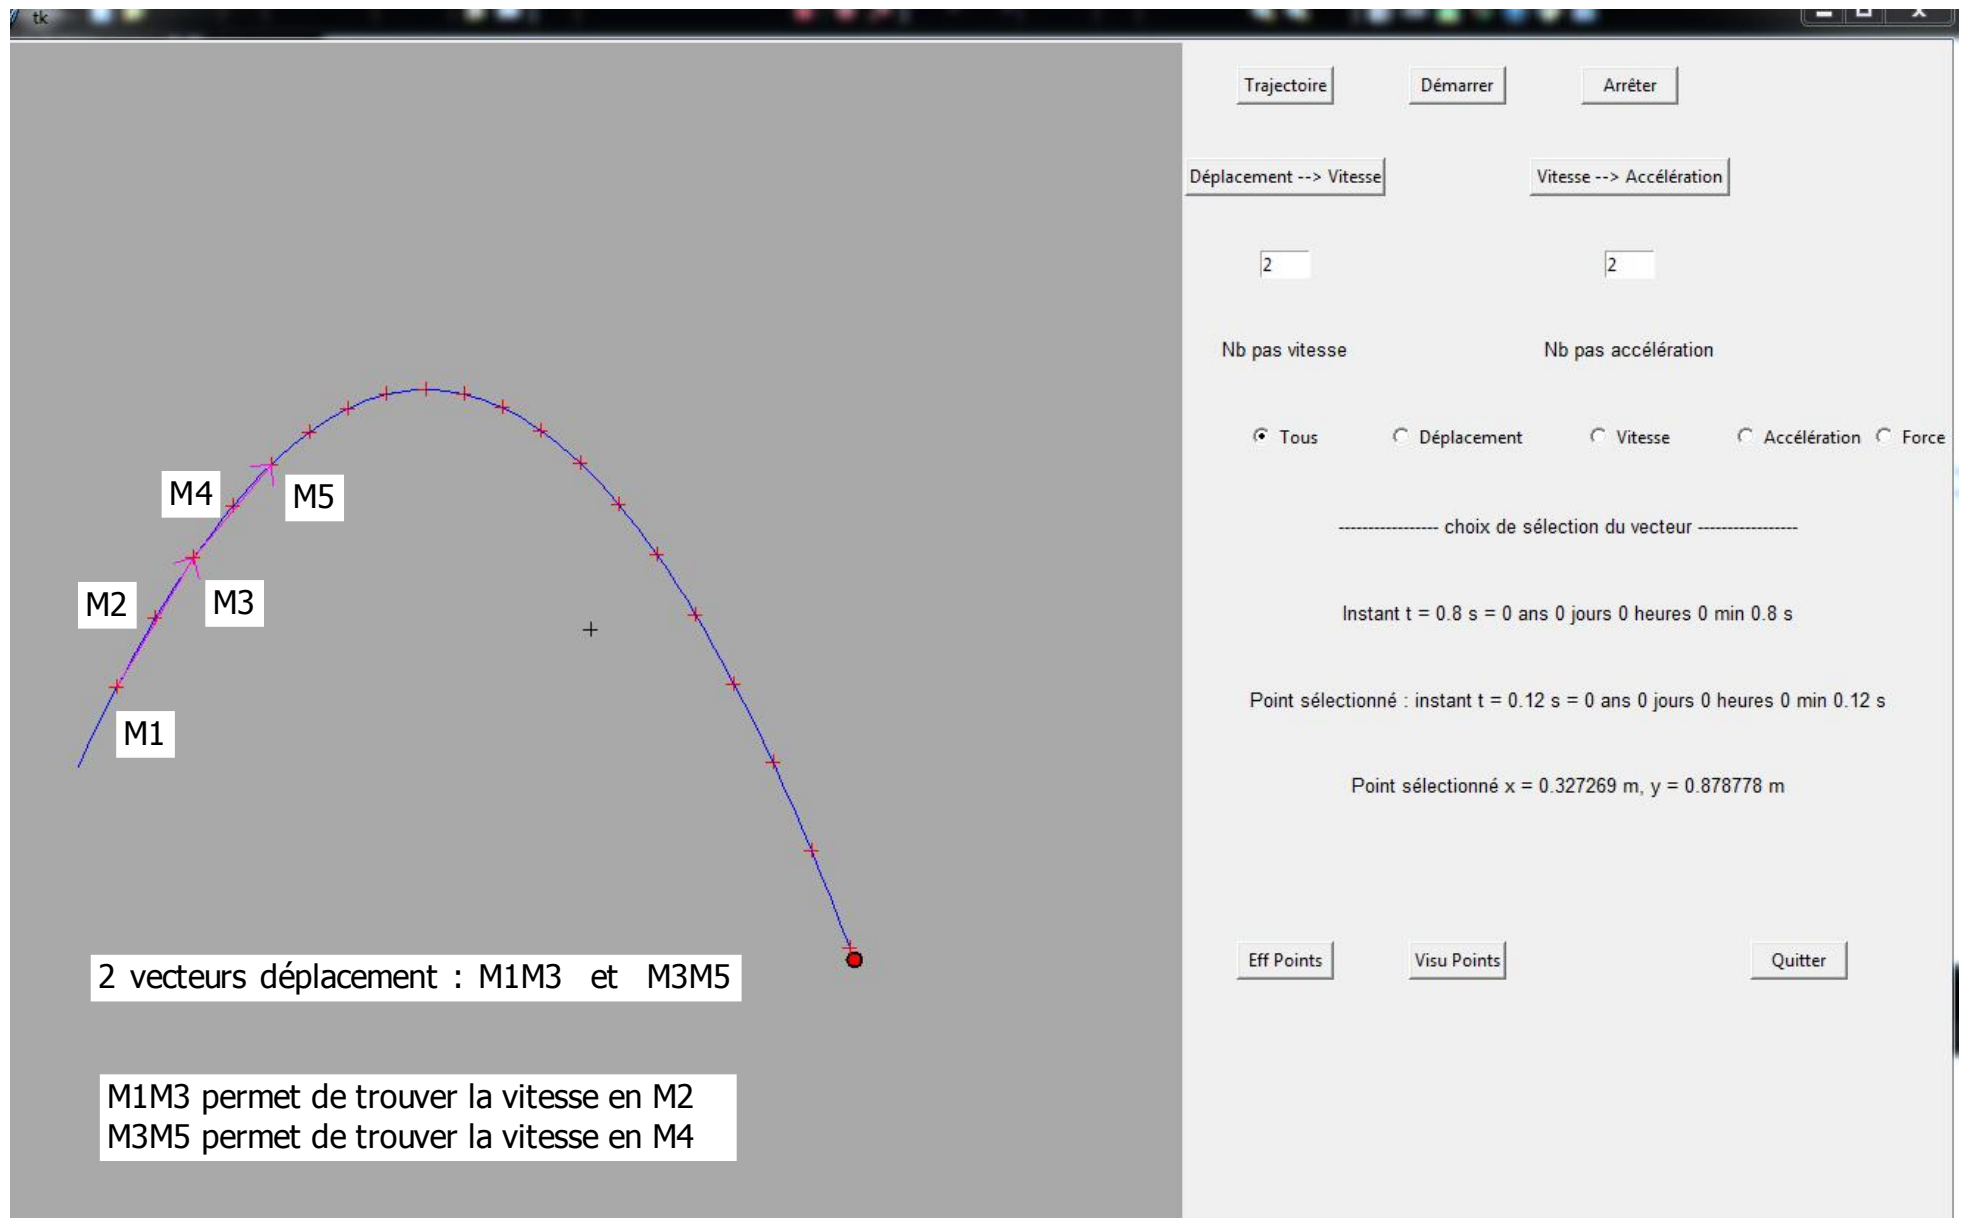 tk
Trajectoire
Démarrer
Arrêter
Déplacement --> Vitesse
Vitesse --> Accélération
2
2
Nb pas vitesse
Nb pas accélération
Tous
Déplacement
Vitesse
Accélération
Force
M4
M5
----------------- choix de sélection du vecteur -----------------
M2
M3
Instant t = 0.8 s = 0 ans 0 jours 0 heures 0 min 0.8 s
Point sélectionné : instant t = 0.12 s = 0 ans 0 jours 0 heures 0 min 0.12 s
M1
Point sélectionné x = 0.327269 m, y = 0.878778 m
Eff Points
Visu Points
Quitter
2 vecteurs déplacement : M1M3 et M3M5
M1M3 permet de trouver la vitesse en M2
M3M5 permet de trouver la vitesse en M4